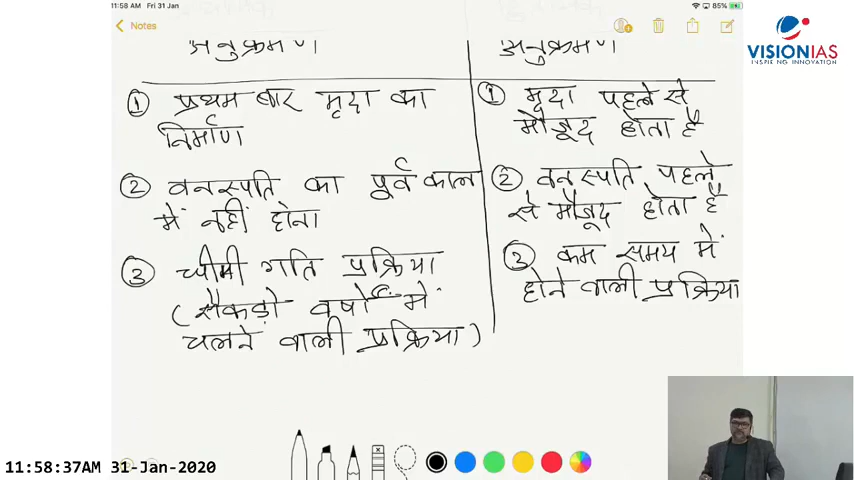 11:58 AM Fri 31 Jan
85%
Notes
VISIONIAS
INSPIRING INNOVATION
अनुक्रमण
अनुक्रमण
① प्रथम बार मृदा का
निर्माण
② वनस्पति का पूर्व काल
में नहीं होना
③ धीमी गति प्रक्रिया
(सैकड़ो वर्षों में
चलने वाली प्रक्रिया)
① मृदा पहले से
मौजूद होता है
② वनस्पति पहले
से मौजूद होता है
③ कम समय में
होने वाली प्रक्रिया
11:58:37AM 31-Jan-2020